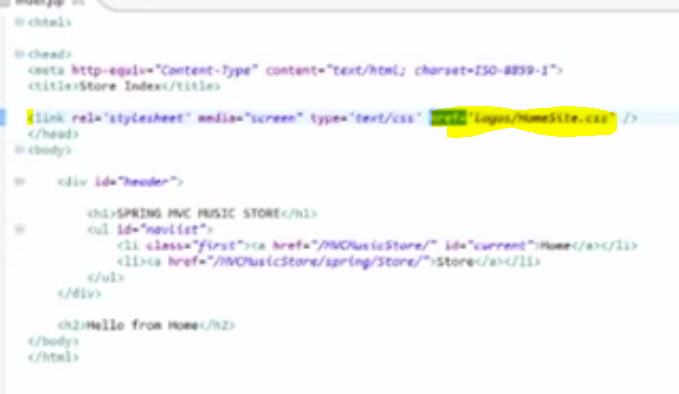 index.jsp
<html>
<head>
<meta http-equiv="Content-Type" content="text/html; charset=ISO-8859-1">
<title>Store Index</title>
<link rel='stylesheet' media="screen" type='text/css' href='Logos/HomeSite.css' />
</head>
<body>
<div id="header">
<h1>SPRING MVC MUSIC STORE</h1>
<ul id="navlist">
<li class="first"><a href="/MVCMusicStore/" id="current">Home</a></li>
<li><a href="/MVCMusicStore/spring/Store/">Store</a></li>
</ul>
</div>
<h2>Hello from Home</h2>
</body>
</html>